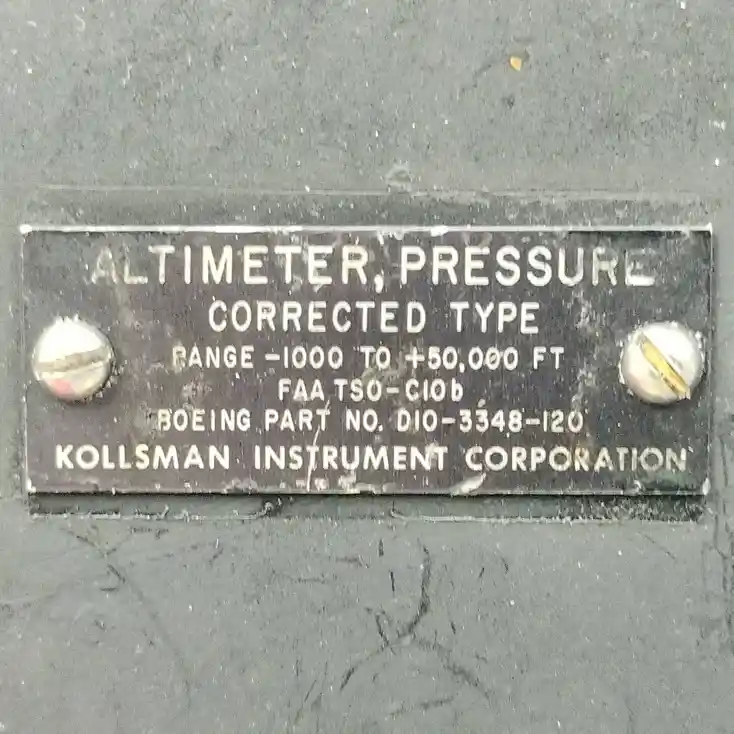 ALTIMETER, PRESSURE
CORRECTED TYPE
RANGE -1000 TO +50,000 FT
FAA TSO-C10b
BOEING PART NO. D10-3348-120
KOLLSMAN INSTRUMENT CORPORATION